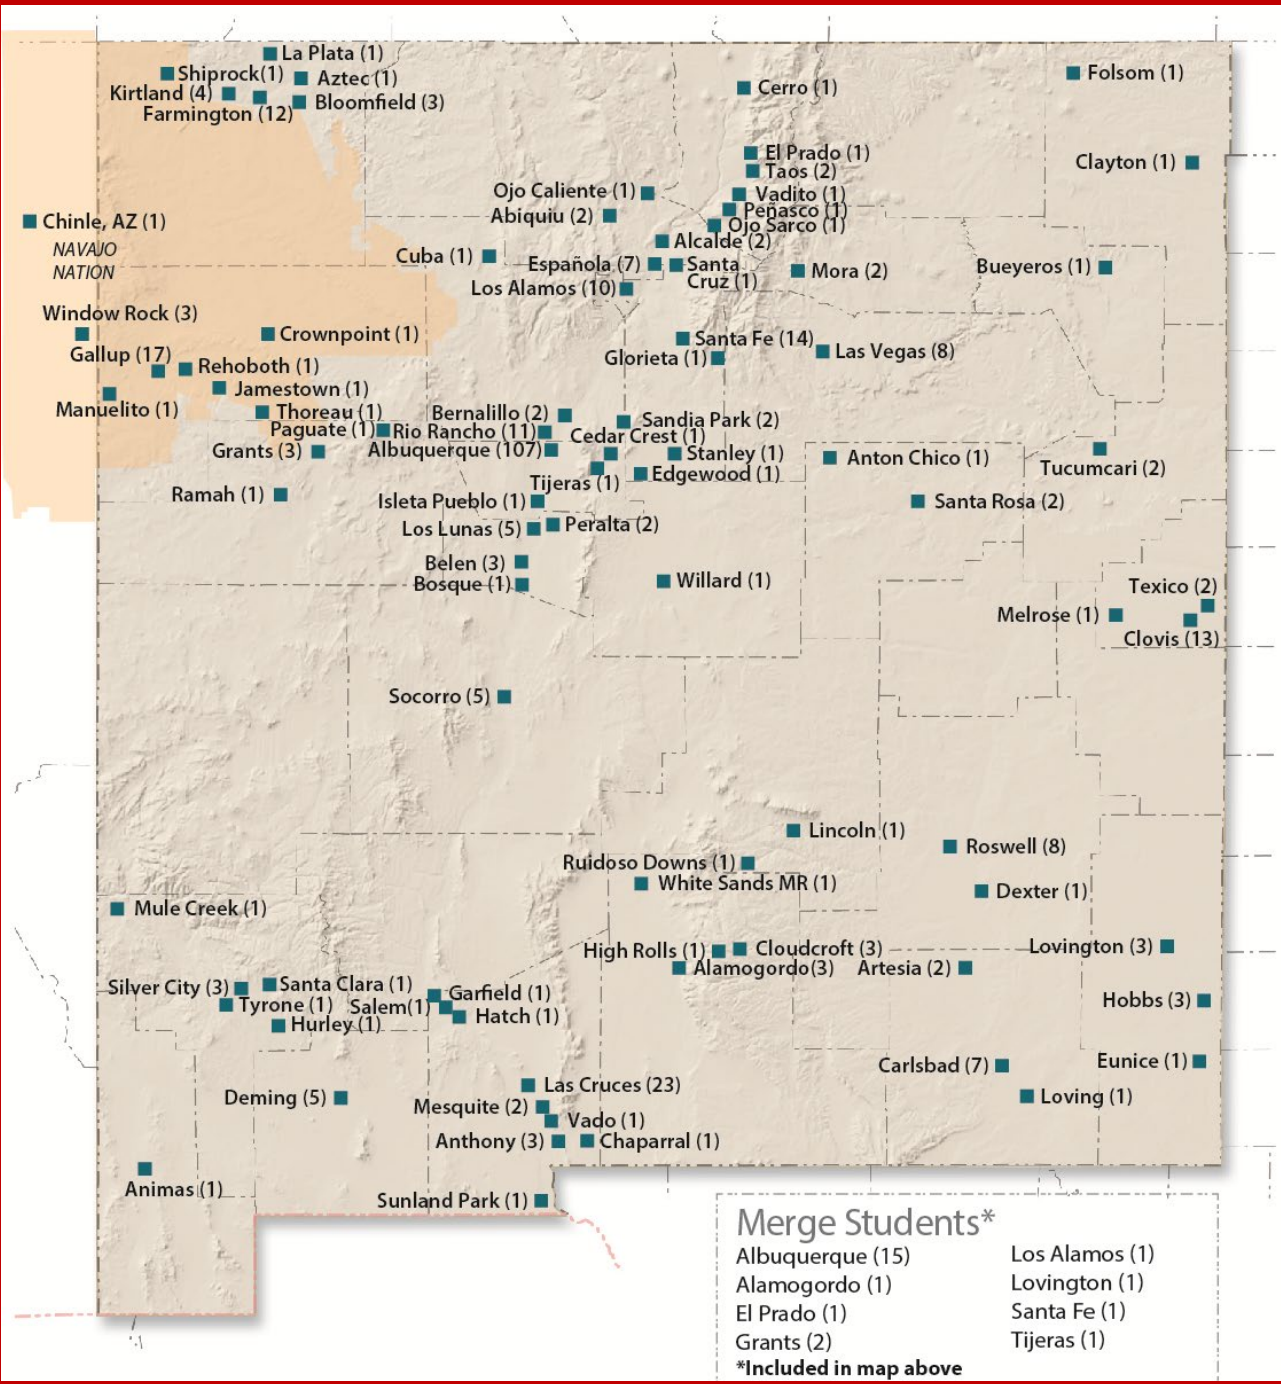 La Plata (1)
Shiprock(1)
Aztec (1)
Kirtland (4)
Bloomfield (3)
Farmington (12)
Cerro (1)
Folsom (1)
El Prado (1)
Taos (2)
Clayton (1)
Ojo Caliente (1)
Vadito (1)
Abiquiu (2)
Peñasco (1)
Chinle, AZ (1)
Ojo Sarco (1)
NAVAJO
NATION
Alcalde (2)
Cuba (1)
Española (7)
Santa
Cruz (1)
Mora (2)
Bueyeros (1)
Los Alamos (10)
Window Rock (3)
Crownpoint (1)
Santa Fe (14)
Gallup (17)
Glorieta (1)
Las Vegas (8)
Rehoboth (1)
Jamestown (1)
Manuelito (1)
Thoreau (1)
Bernalillo (2)
Sandia Park (2)
Paguate (1)
Rio Rancho (11)
Cedar Crest (1)
Grants (3)
Albuquerque (107)
Stanley (1)
Anton Chico (1)
Tucumcari (2)
Edgewood (1)
Tijeras (1)
Ramah (1)
Isleta Pueblo (1)
Santa Rosa (2)
Los Lunas (5)
Peralta (2)
Belen (3)
Bosque (1)
Willard (1)
Texico (2)
Melrose (1)
Clovis (13)
Socorro (5)
Lincoln (1)
Roswell (8)
Ruidoso Downs (1)
White Sands MR (1)
Dexter (1)
Mule Creek (1)
High Rolls (1)
Cloudcroft (3)
Lovington (3)
Alamogordo(3)
Artesia (2)
Silver City (3)
Santa Clara (1)
Garfield (1)
Hobbs (3)
Tyrone (1)
Salem(1)
Hatch (1)
Hurley (1)
Carlsbad (7)
Eunice (1)
Las Cruces (23)
Deming (5)
Mesquite (2)
Loving (1)
Vado (1)
Anthony (3)
Chaparral (1)
Animas (1)
Sunland Park (1)
Merge Students*
Albuquerque (15)
Alamogordo (1)
El Prado (1)
Grants (2)
Los Alamos (1)
Lovington (1)
Santa Fe (1)
Tijeras (1)
*Included in map above